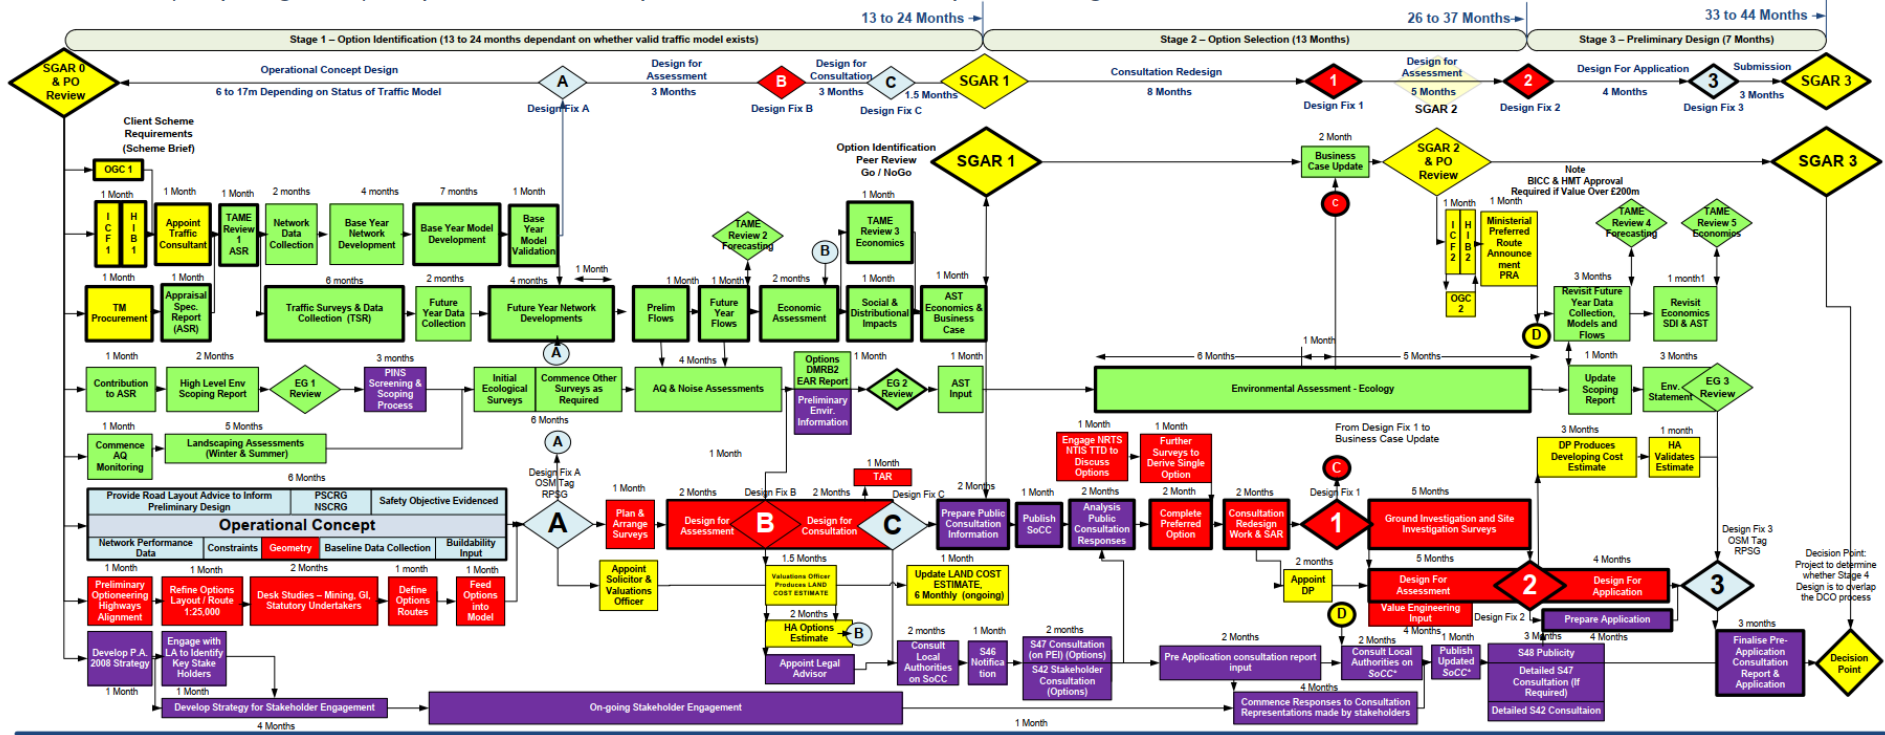 13 to 24 Months
26 to 37 Months
33 to 44 Months
Stage 1 – Option Identification (13 to 24 months dependant on whether valid traffic model exists)
Stage 2 – Option Selection (13 Months)
Stage 3 – Preliminary Design (7 Months)
SGAR 0
& PO
Review
Operational Concept Design
6 to 17m Depending on Status of Traffic Model
A
Design Fix A
Design for
Assessment
3 Months
B
Design Fix B
Design for
Consultation
3 Months
C
Design Fix C
1.5 Months
SGAR 1
Consultation Redesign
8 Months
1
Design Fix 1
Design for
Assessment
5 Months
SGAR 2
2
Design Fix 2
Design For Application
4 Months
3
Design Fix 3
Submission
3 Months
SGAR 3
Client Scheme
Requirements
(Scheme Brief)
OGC 1
Option Identification
Peer Review
Go / NoGo
SGAR 1
2 Month
Business
Case Update
SGAR 2
& PO
Review
SGAR 3
Note
BICC & HMT Approval
Required if Value Over £200m
C
1 Month
I
C
F
1
H
I
B
1
1 Month
Appoint
Traffic
Consultant
1 Month
TAME
Review
1
ASR
2 months
Network
Data
Collection
4 months
Base Year
Network
Development
7 months
Base Year Model
Development
1 Month
Base
Year
Model
Validation
TAME
Review 2
Forecasting
B
TAME
Review 3
Economics
1 Month
I
C
F
2
H
I
B
2
1 Month
Ministerial
Preferred
Route
Announce
ment
PRA
OGC
2
D
TAME
Review 4
Forecasting
TAME
Review 5
Economics
1 Month
TM
Procurement
1 Month
Appraisal
Spec.
Report
(ASR)
6 months
Traffic Surveys & Data
Collection (TSR)
2 months
Future
Year Data
Collection
4 months
1 Month
Future Year Network
Developments
A
1 Month
Prelim
Flows
1 Month
Future
Year
Flows
2 months
Economic
Assessment
1 Month
Social &
Distributional
Impacts
1 Month
AST
Economics &
Business
Case
3 Months
Revisit Future
Year Data
Collection,
Models and
Flows
1 month1
Revisit
Economics
SDI & AST
1 Month
Contribution
to ASR
2 Months
High Level Env
Scoping Report
EG 1
Review
3 months
PINS
Screening &
Scoping
Process
Initial
Ecological
Surveys
Commence Other
Surveys as
Required
6 Months
4 Months
AQ & Noise Assessments
Options
DMRB2
EAR Report
Preliminary
Envir.
Information
1 Month
EG 2
Review
1 Month
AST
Input
6 Months
1 Month
5 Months
Environmental Assessment - Ecology
1 Month
Update
Scoping
Report
3 Months
Env.
Statement
EG 3
Review
1 Month
Commence
AQ
Monitoring
5 Months
Landscaping Assessments
(Winter & Summer)
6 Months
A
Design Fix A
OSM Tag
RPSG
1 Month
1 Month
TAR
1 Month
Engage NRTS
NTIS TTD to
Discuss
Options
1 Month
Further
Surveys to
Derive Single
Option
From Design Fix 1 to
Business Case Update
C
Design Fix 1
3 Months
DP Produces
Developing Cost
Estimate
1 month
HA
Validates
Estimate
Provide Road Layout Advice to Inform
Preliminary Design
PSCRG
NSCRG
Safety Objective Evidenced
Operational Concept
Network Performance
Data
Constraints
Geometry
Baseline Data Collection
Buildability
Input
A
1 Month
Plan &
Arrange
Surveys
2 Months
Design for
Assessment
Design Fix B
B
2 Months
Design for
Consultation
Design Fix C
C
2 Months
Prepare Public
Consultation
Information
1 Month
Publish
SoCC
2 Months
Analysis
Public
Consultation
Responses
2 Month
Complete
Preferred
Option
2 Months
Consultation
Redesign
Work & SAR
1
5 Months
Ground Investigation and Site
Investigation Surveys
Design Fix 3
OSM Tag
RPSG
Decision Point:
Project to determine
whether Stage 4
Design is to overlap
the DCO process
1 Month
Preliminary
Optioneering
Highways
Alignment
1 Month
Refine Options
Layout / Route
1:25,000
2 Months
Desk Studies – Mining, GI,
Statutory Undertakers
1 month
Define
Options
Routes
1 Month
Feed
Options
into
Model
Appoint
Solicitor &
Valuations
Officer
1.5 Months
Valuations Officer
Produces LAND
COST ESTIMATE
1 Month
Update LAND COST
ESTIMATE,
6 Monthly (ongoing)
2 months
Appoint
DP
5 Months
Design For
Assessment
2
4 Months
Design For
Application
3
Value Engineering
Input
Design Fix 2
Prepare Application
2 Months
HA Options
Estimate
B
D
Develop P.A.
2008 Strategy
Engage with
LA to Identify
Key Stake
Holders
Appoint Legal
Advisor
2 months
Consult
Local
Authorities
on SoCC
1 Month
S46
Notifica
tion
2 months
S47 Consultation
(on PEI) (Options)
S42 Stakeholder
Consultation
(Options)
2 Months
Pre Application consultation report
input
4 Months
2 Months
Consult Local
Authorities on
SoCC*
1 Month
Publish
Updated
SoCC*
3 Months
4 Months
S48 Publicity
Detailed S47
Consultation (If
Required)
Detailed S42 Consultaion
3 months
Finalise Pre-
Application
Consultation
Report &
Application
Decision
Point
1 Month
1 Month
Develop Strategy for Stakeholder Engagement
4 Months
On-going Stakeholder Engagement
1 Month
4 Months
Commence Responses to Consultation
Representations made by stakeholders